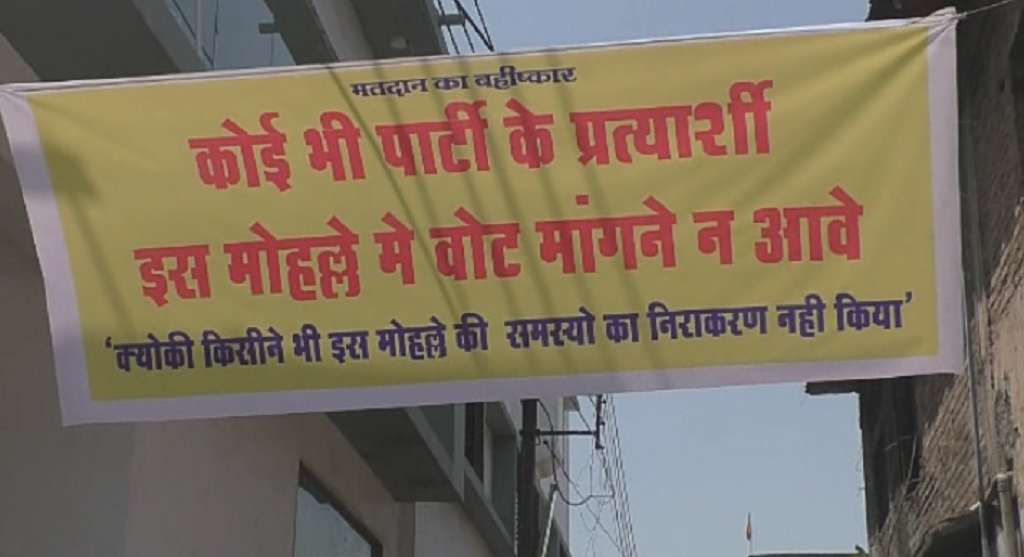 मतदान का बहीष्कार
कोई भी पार्टी के प्रत्यार्शी
इस मोहल्ले मे वोट मांगने न आवे
'क्योकी किसीने भी इस मोहल्ले की समस्यो का निराकरण नही किया'